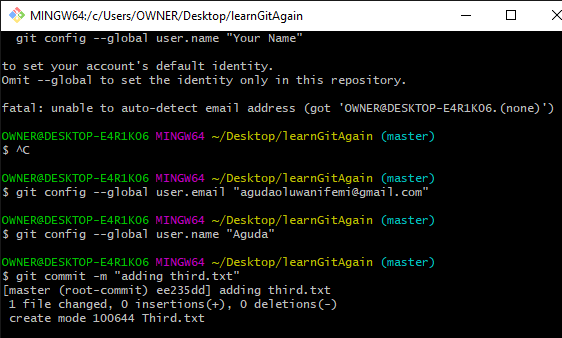 MINGW64:/c/Users/OWNER/Desktop/learnGitAgain
git config --global user.name "Your Name"
to set your account's default identity.
Omit --global to set the identity only in this repository.
fatal: unable to auto-detect email address (got 'OWNER@DESKTOP-E4R1KO6.(none)')
OWNER@DESKTOP-E4R1KO6 MINGW64 ~/Desktop/learnGitAgain (master)
$ ^C
OWNER@DESKTOP-E4R1KO6 MINGW64 ~/Desktop/learnGitAgain (master)
$ git config --global user.email "agudaoluwanifemi@gmail.com"
OWNER@DESKTOP-E4R1KO6 MINGW64 ~/Desktop/learnGitAgain (master)
$ git config --global user.name "Aguda"
OWNER@DESKTOP-E4R1KO6 MINGW64 ~/Desktop/learnGitAgain (master)
$ git commit -m "adding third.txt"
[master (root-commit) ee235dd] adding third.txt
1 file changed, 0 insertions(+), 0 deletions(-)
create mode 100644 Third.txt